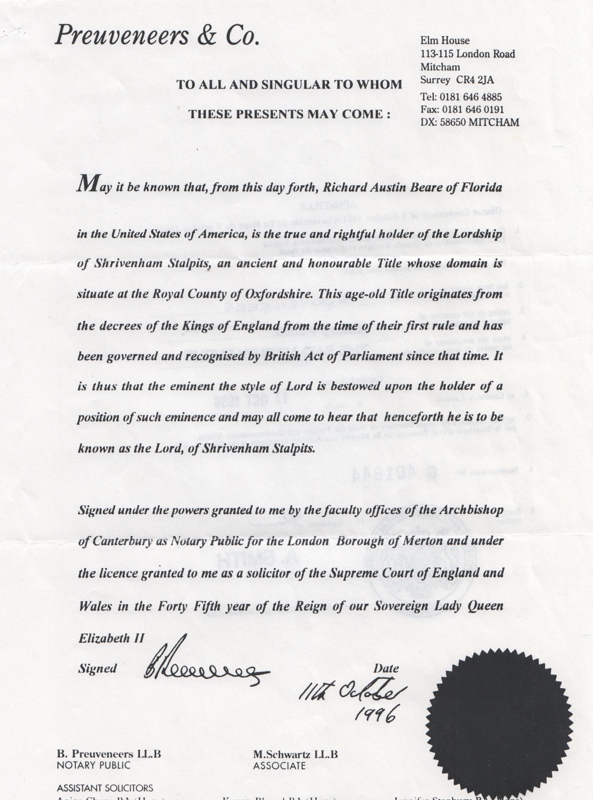 Preuveneers & Co.
Elm House
113-115 London Road
Mitcham
Surrey CR4 2JA
Tel: 0181 646 4885
Fax: 0181 646 0191
DX: 58650 MITCHAM
TO ALL AND SINGULAR TO WHOM
THESE PRESENTS MAY COME :
May it be known that, from this day forth, Richard Austin Beare of Florida
in the United States of America, is the true and rightful holder of the Lordship
of Shrivenham Stalpits, an ancient and honourable Title whose domain is
situate at the Royal County of Oxfordshire. This age-old Title originates from
the decrees of the Kings of England from the time of their first rule and has
been governed and recognised by British Act of Parliament since that time. It
is thus that the eminent the style of Lord is bestowed upon the holder of a
position of such eminence and may all come to hear that henceforth he is to be
known as the Lord, of Shrivenham Stalpits.
Signed under the powers granted to me by the faculty offices of the Archbishop
of Canterbury as Notary Public for the London Borough of Merton and under
the licence granted to me as a solicitor of the Supreme Court of England and
Wales in the Forty Fifth year of the Reign of our Sovereign Lady Queen
Elizabeth II
Signed
Date
11th October
1996
B. Preuveneers LL.B
NOTARY PUBLIC
M.Schwartz LL.B
ASSOCIATE
ASSISTANT SOLICITORS